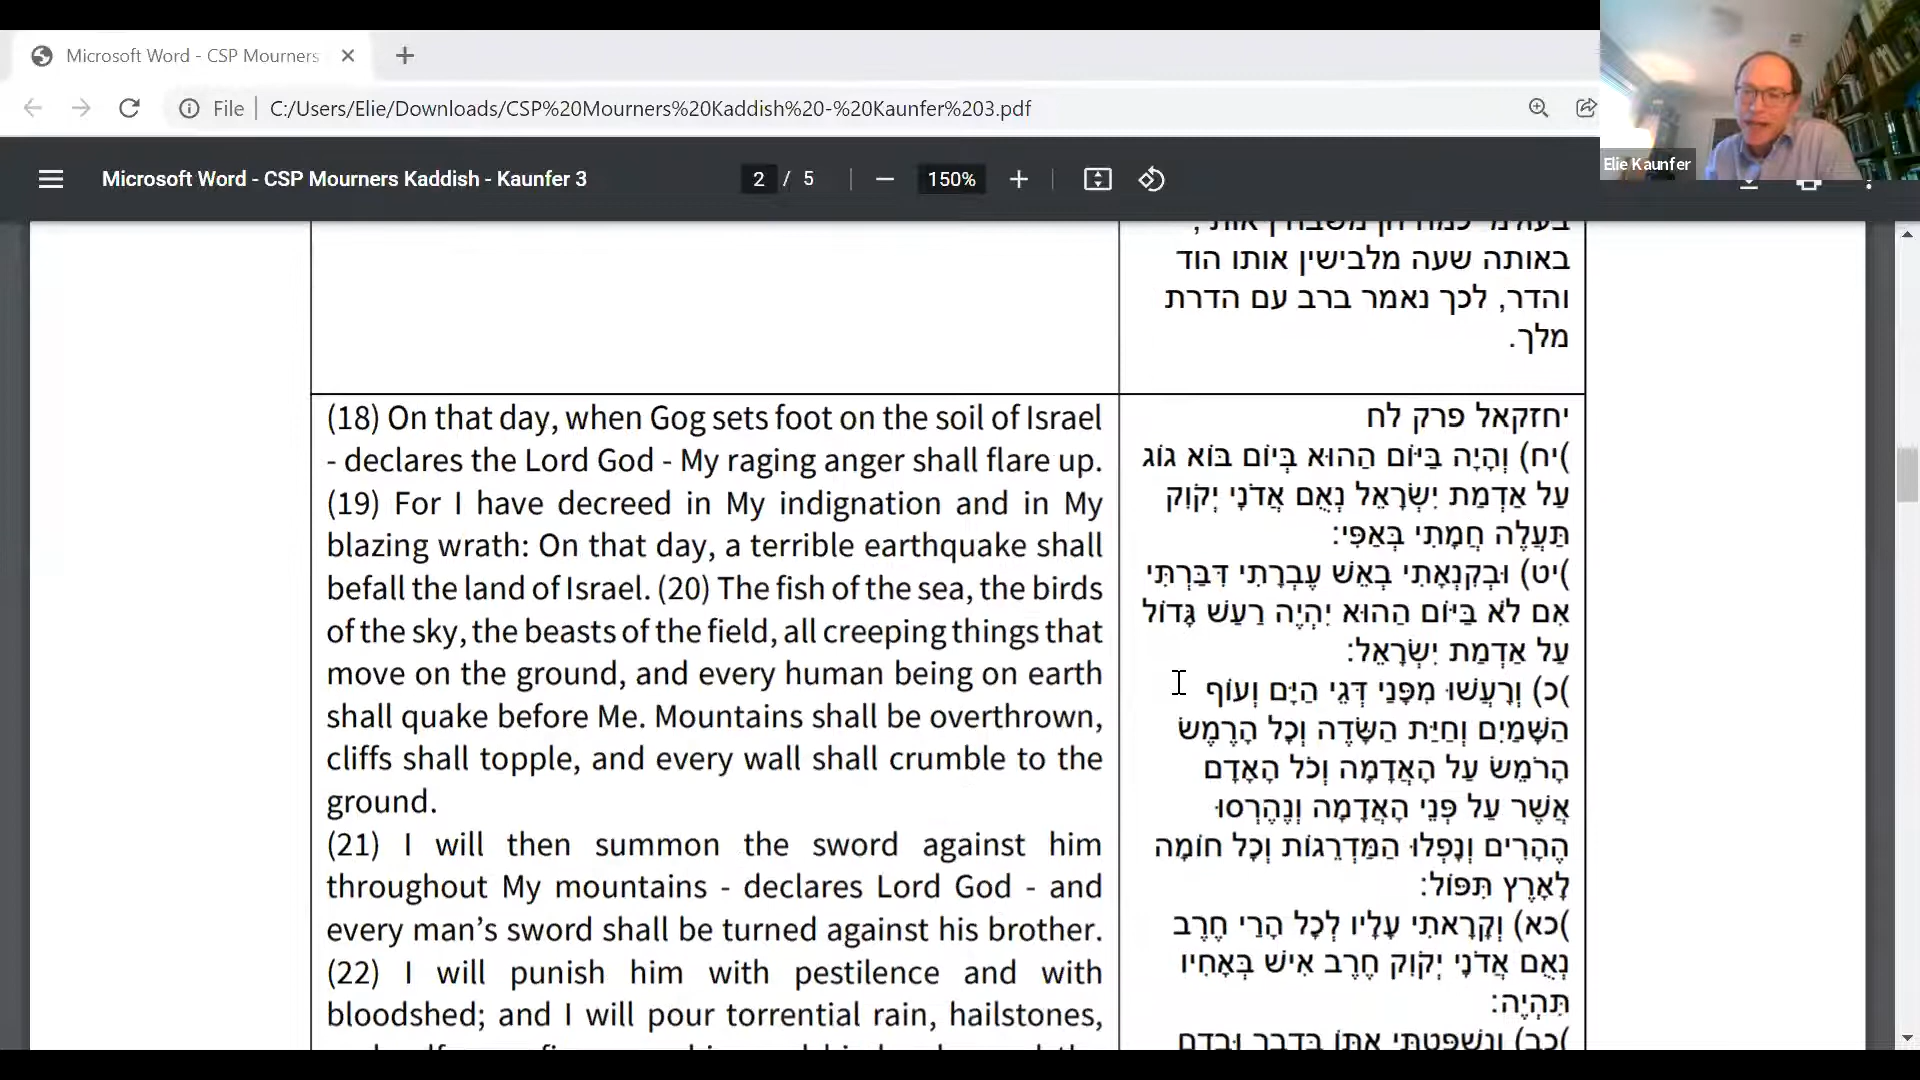 Microsoft Word - CSP Mourners
File
C:/Users/Elie/Downloads/CSP%20Mourners%20Kaddish%20-%20Kaunfer%203.pdf
Elie Kaunfer
Microsoft Word - CSP Mourners Kaddish - Kaunfer 3
2 / 5
150%
באותה שעה מלבישין אותו הוד
והדר, לכך נאמר ברב עם הדרת
מלך.
(18) On that day, when Gog sets foot on the soil of Israel
- declares the Lord God - My raging anger shall flare up.
(19) For I have decreed in My indignation and in My
blazing wrath: On that day, a terrible earthquake shall
befall the land of Israel. (20) The fish of the sea, the birds
of the sky, the beasts of the field, all creeping things that
move on the ground, and every human being on earth
shall quake before Me. Mountains shall be overthrown,
cliffs shall topple, and every wall shall crumble to the
ground.
(21) I will then summon the sword against him
throughout My mountains - declares Lord God - and
every man’s sword shall be turned against his brother.
(22) I will punish him with pestilence and with
bloodshed; and I will pour torrential rain, hailstones,
יחזקאל פרק לח
(יח) וְהָיָה בַּיּוֹם הַהוּא בְּיוֹם בּוֹא גוֹג
עַל אַדְמַת יִשְׂרָאֵל נְאֻם אֲדֹנָי יְקֹוִק
תַּעֲלֶה חֲמָתִי בְּאַפִּי:
(יט) וּבְקִנְאָתִי בְאֵשׁ עֶבְרָתִי דִּבַּרְתִּי
אִם לֹא בַּיּוֹם הַהוּא יִהְיֶה רַעַשׁ גָּדוֹל
עַל אַדְמַת יִשְׂרָאֵל:
(כ) וְרָעֲשׁוּ מִפָּנַי דְּגֵי הַיָּם וְעוֹף
הַשָּׁמַיִם וְחַיַּת הַשָּׂדֶה וְכָל הָרֶמֶשׂ
הָרֹמֵשׂ עַל הָאֲדָמָה וְכֹל הָאָדָם
אֲשֶׁר עַל פְּנֵי הָאֲדָמָה וְנֶהֶרְסוּ
הֶהָרִים וְנָפְלוּ הַמַּדְרֵגוֹת וְכָל חוֹמָה
לָאָרֶץ תִּפּוֹל:
(כא) וְקָרָאתִי עָלָיו לְכָל הָרַי חֶרֶב
נְאֻם אֲדֹנָי יְקֹוִק חֶרֶב אִישׁ בְּאָחִיו
תִּהְיֶה:
(כב) וְנִשְׁפַּטְתִּי אִתּוֹ בְּדֶבֶר וּבְדָם